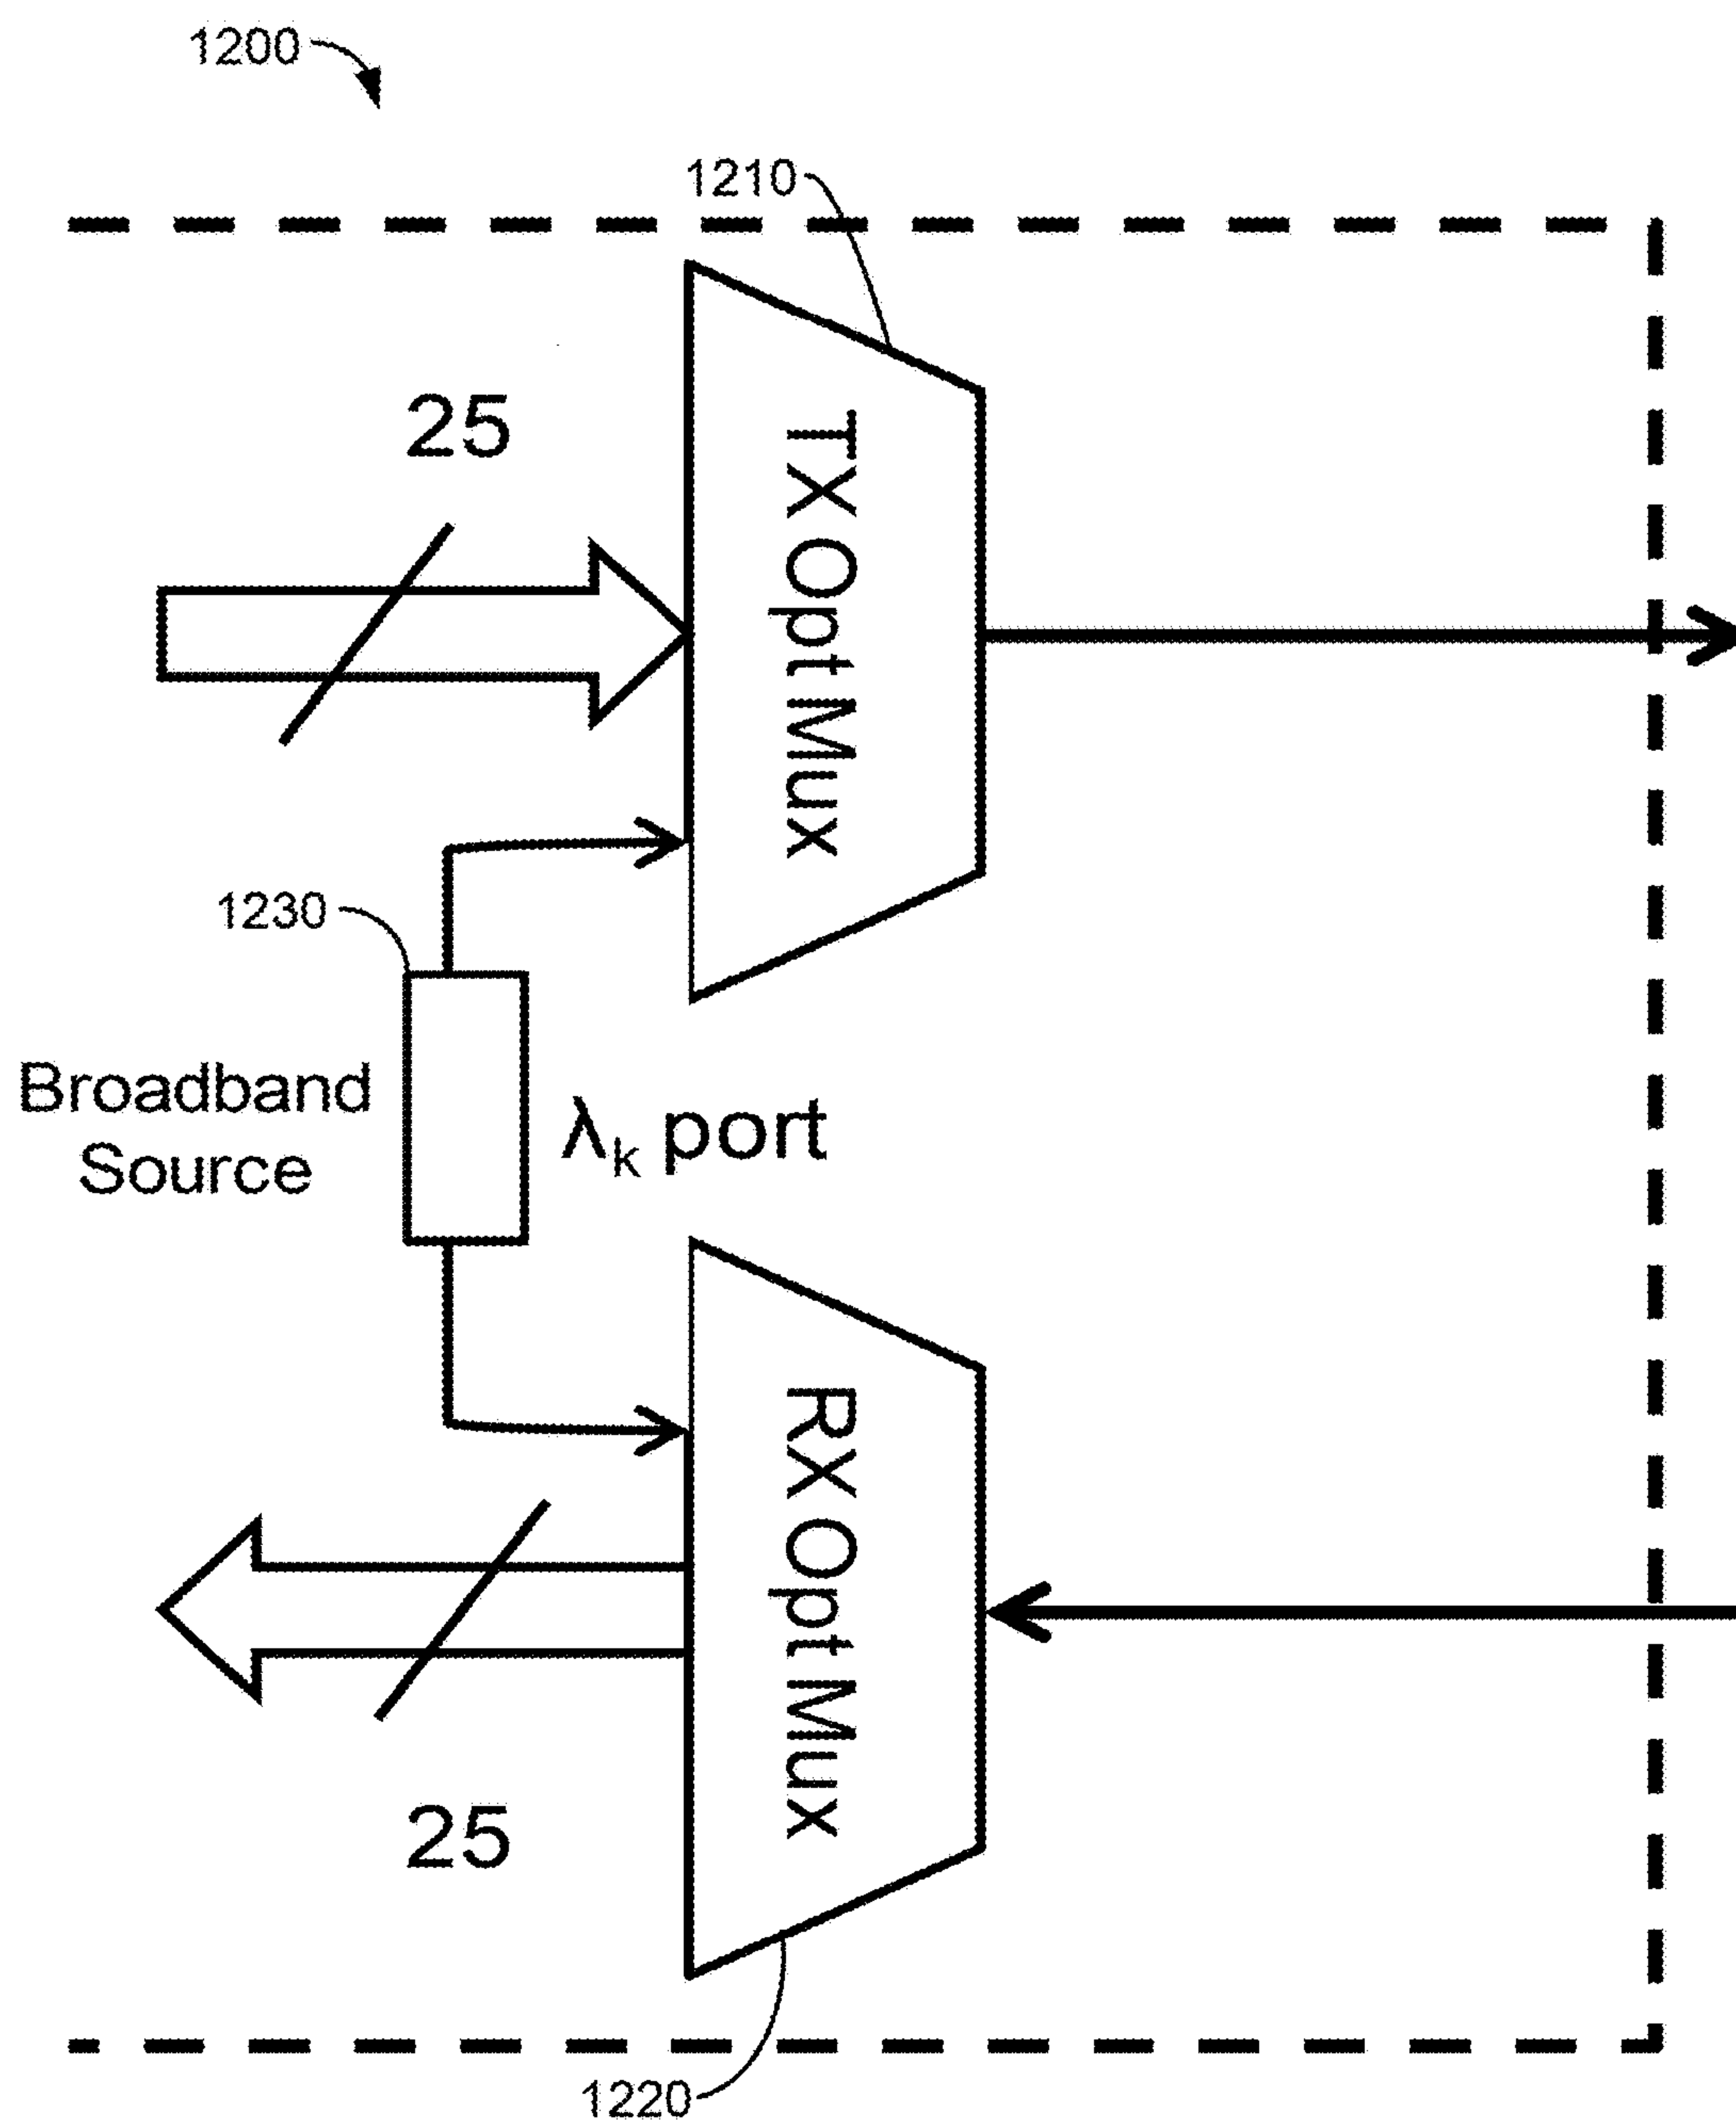 1200
1210
25
TX Opt Mux
1230
Broadband
Source
λk port
RX Opt Mux
25
1220